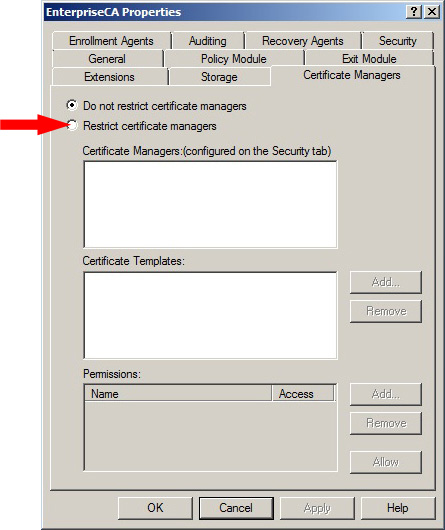 EnterpriseCA Properties
Enrollment Agents Auditing Recovery Agents Security
General Policy Module Exit Module
Extensions Storage Certificate Managers
Do not restrict certificate managers
Restrict certificate managers
Certificate Managers:(configured on the Security tab)
Certificate Templates:
Add...
Remove
Permissions:
Name Access
Add...
Remove
Allow
OK Cancel Apply Help